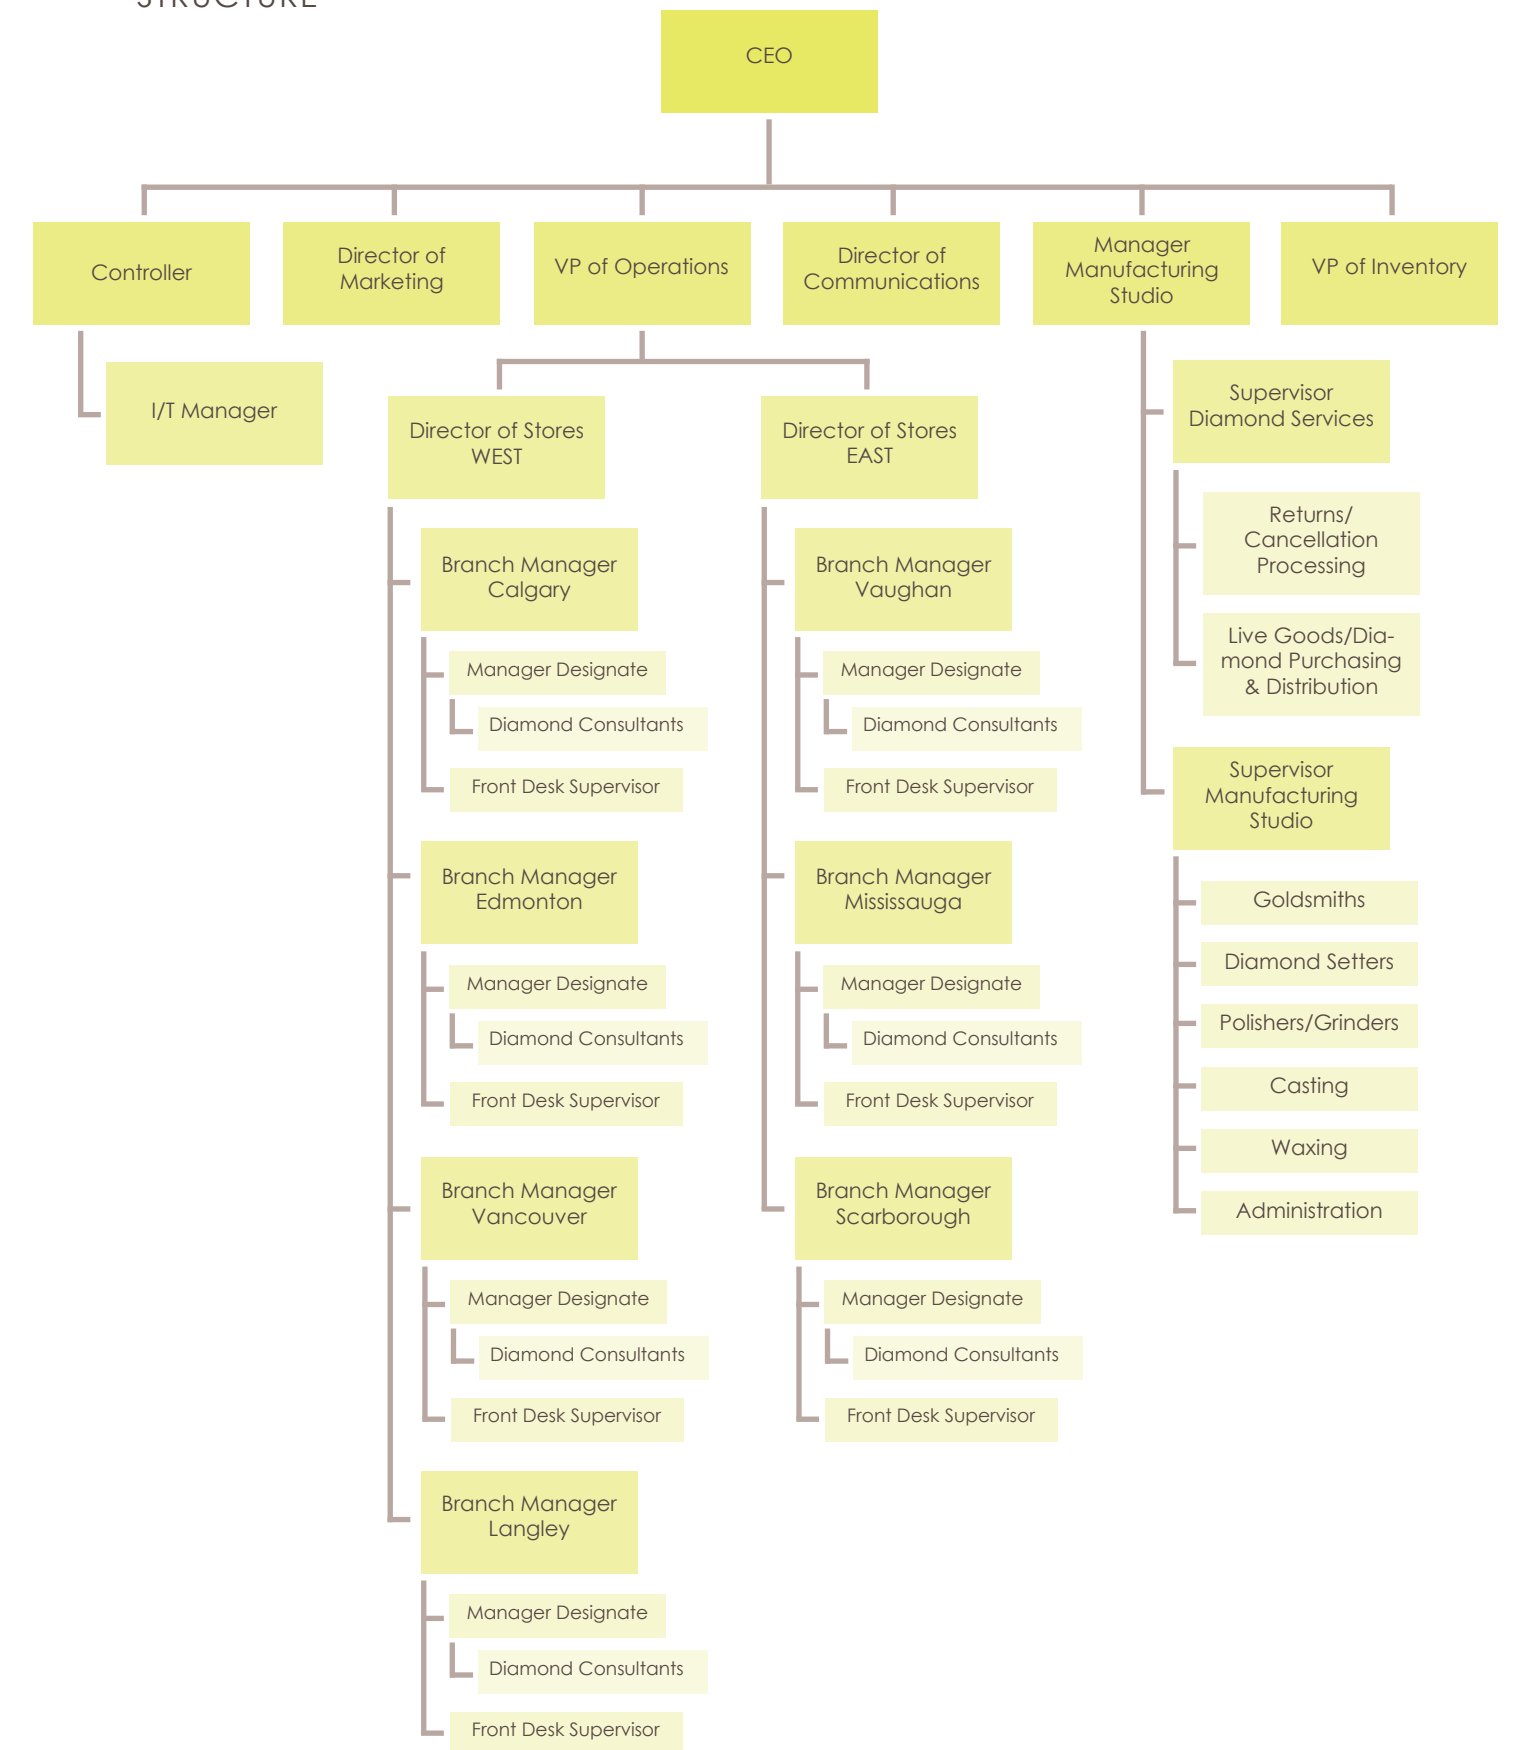 STRUCTURE
CEO
Controller
Director of
Marketing
VP of Operations
Director of
Communications
Manager
Manufacturing
Studio
VP of Inventory
I/T Manager
Director of Stores
WEST
Branch Manager
Calgary
Manager Designate
Diamond Consultants
Front Desk Supervisor
Branch Manager
Edmonton
Manager Designate
Diamond Consultants
Front Desk Supervisor
Branch Manager
Vancouver
Manager Designate
Diamond Consultants
Front Desk Supervisor
Branch Manager
Langley
Manager Designate
Diamond Consultants
Front Desk Supervisor
Director of Stores
EAST
Branch Manager
Vaughan
Manager Designate
Diamond Consultants
Front Desk Supervisor
Branch Manager
Mississauga
Manager Designate
Diamond Consultants
Front Desk Supervisor
Branch Manager
Scarborough
Manager Designate
Diamond Consultants
Front Desk Supervisor
Supervisor
Diamond Services
Returns/
Cancellation
Processing
Live Goods/Dia-
mond Purchasing
& Distribution
Supervisor
Manufacturing
Studio
Goldsmiths
Diamond Setters
Polishers/Grinders
Casting
Waxing
Administration